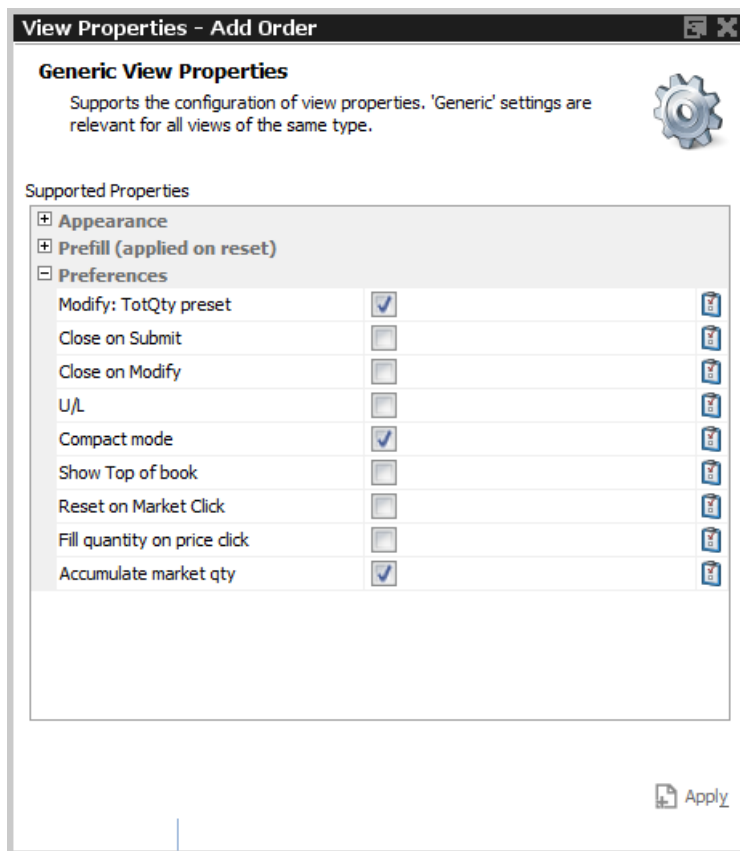 View Properties - Add Order
Generic View Properties
Supports the configuration of view properties. 'Generic' settings are
relevant for all views of the same type.
Supported Properties
Appearance
Prefill (applied on reset)
Preferences
Modify: TotQty preset
Close on Submit
Close on Modify
U/L
Compact mode
Show Top of book
Reset on Market Click
Fill quantity on price click
Accumulate market qty
Apply